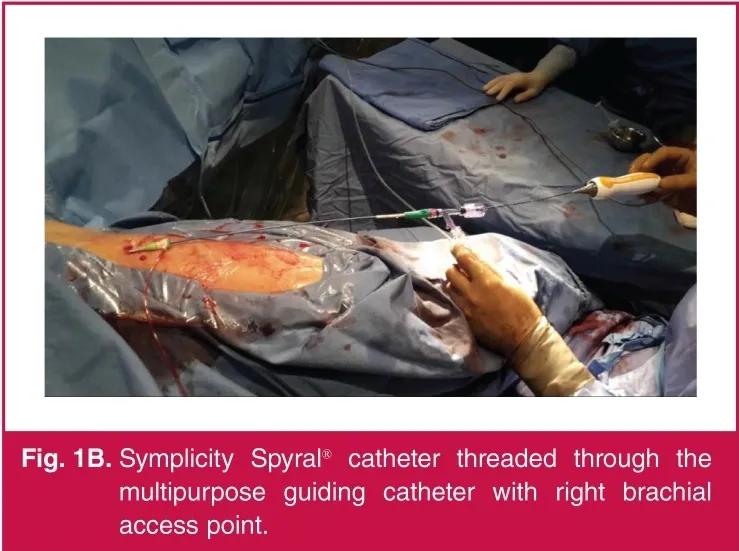 Fig. 1B. Symplicity Spyral® catheter threaded through the
multipurpose guiding catheter with right brachial
access point.